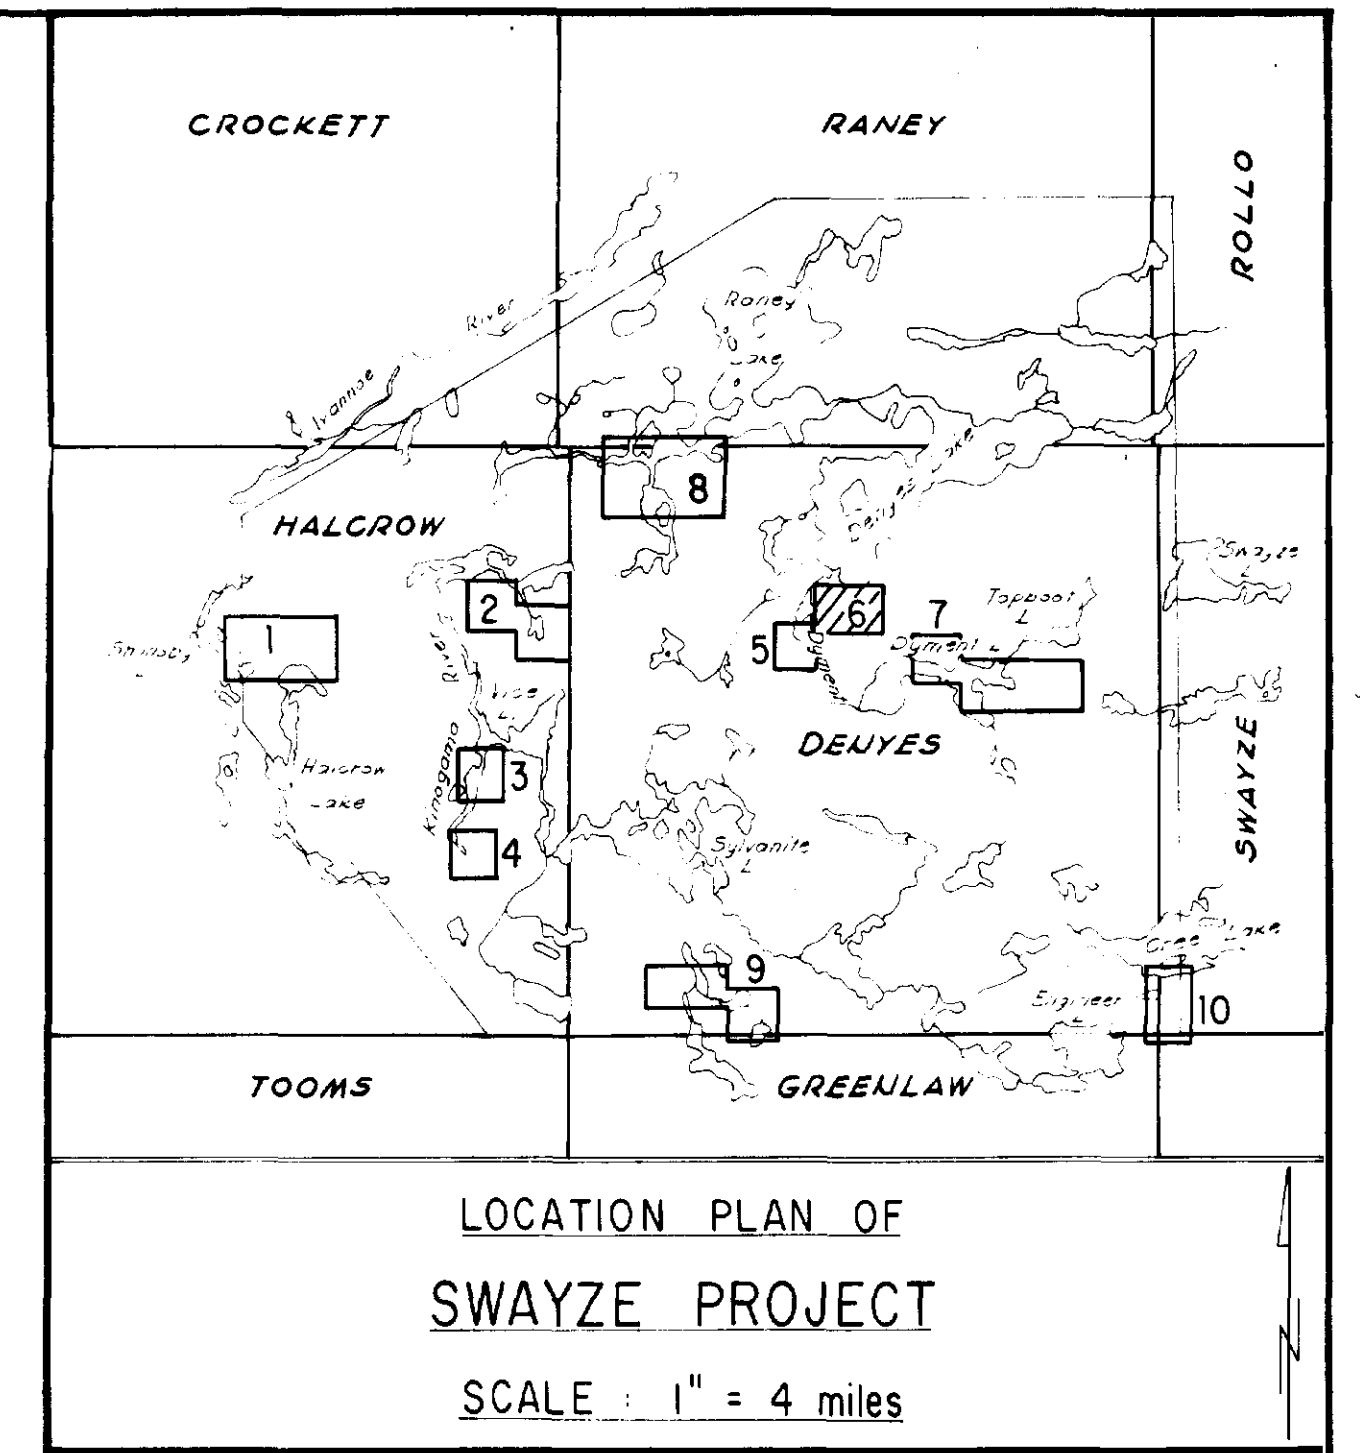 CROCKETT
RANEY
ROLLO
Raney
Lake
River
Ivanhoe
8
HALCROW
Denyes Lake
Swayze
L
2
6
Topboot
L
7
1
5
Dyment
Dyment L
River
L
DENYES
SWAYZE
Kinogama
3
Halcrow
Lake
4
Sylvanite
L
9
Lake
Engineer
L
10
TOOMS
GREENLAW
LOCATION PLAN OF
SWAYZE PROJECT
SCALE : 1" = 4 miles
N